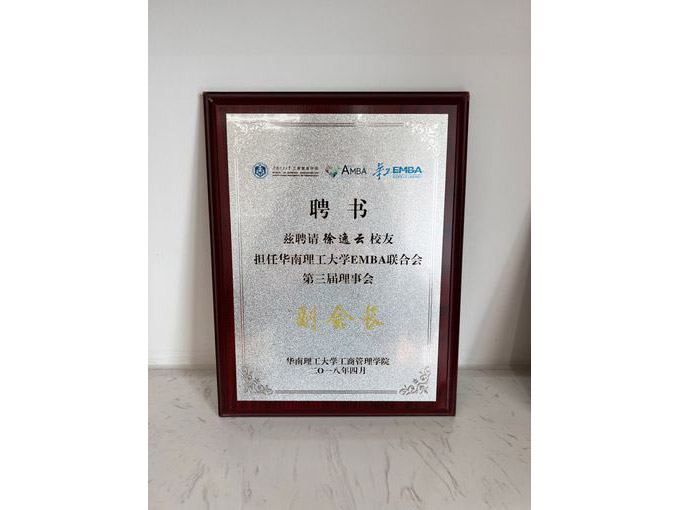 AMBA
EMBA
聘书
兹聘请 徐逸云 校友
担任华南理工大学EMBA联合会
第三届理事会
副会长
华南理工大学工商管理学院
二〇一八年四月